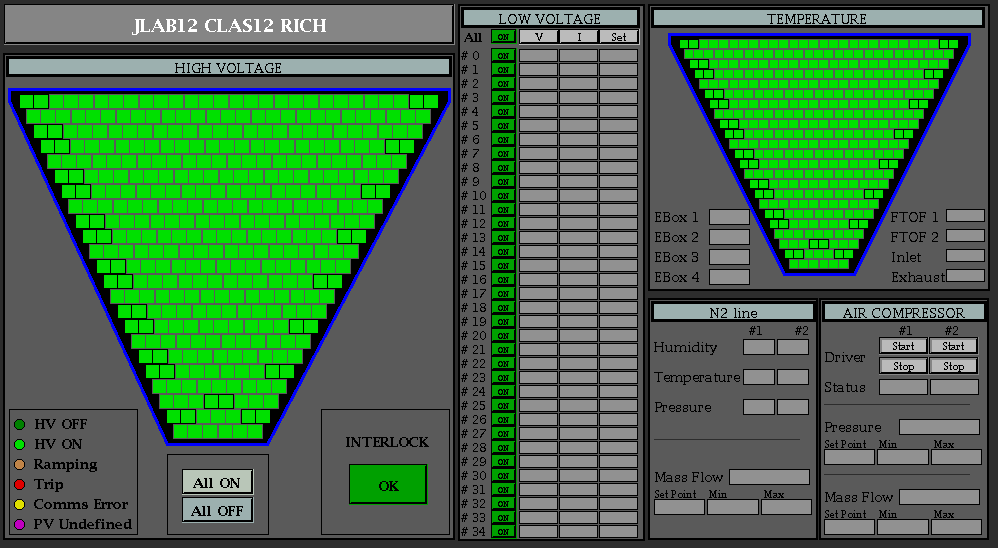 JLAB12 CLAS12 RICH
HIGH VOLTAGE
HV OFF
HV ON
Ramping
Trip
Comms Error
PV Undefined
All ON
All OFF
INTERLOCK
OK
LOW VOLTAGE
All ON V I Set
# 0 ON
# 1 ON
# 2 ON
# 3 ON
# 4 ON
# 5 ON
# 6 ON
# 7 ON
# 8 ON
# 9 ON
# 10 ON
# 11 ON
# 12 ON
# 13 ON
# 14 ON
# 15 ON
# 16 ON
# 17 ON
# 18 ON
# 19 ON
# 20 ON
# 21 ON
# 22 ON
# 23 ON
# 24 ON
# 25 ON
# 26 ON
# 27 ON
# 28 ON
# 29 ON
# 30 ON
# 31 ON
# 32 ON
# 33 ON
# 34 ON
TEMPERATURE
EBox 1 FTOF 1
EBox 2 FTOF 2
EBox 3 Inlet
EBox 4 Exhaust
N2 line
#1 #2
Humidity
Temperature
Pressure
Mass Flow
Set Point Min Max
AIR COMPRESSOR
#1 #2
Driver Start Start
Stop Stop
Status
Pressure
Set Point Min Max
Mass Flow
Set Point Min Max